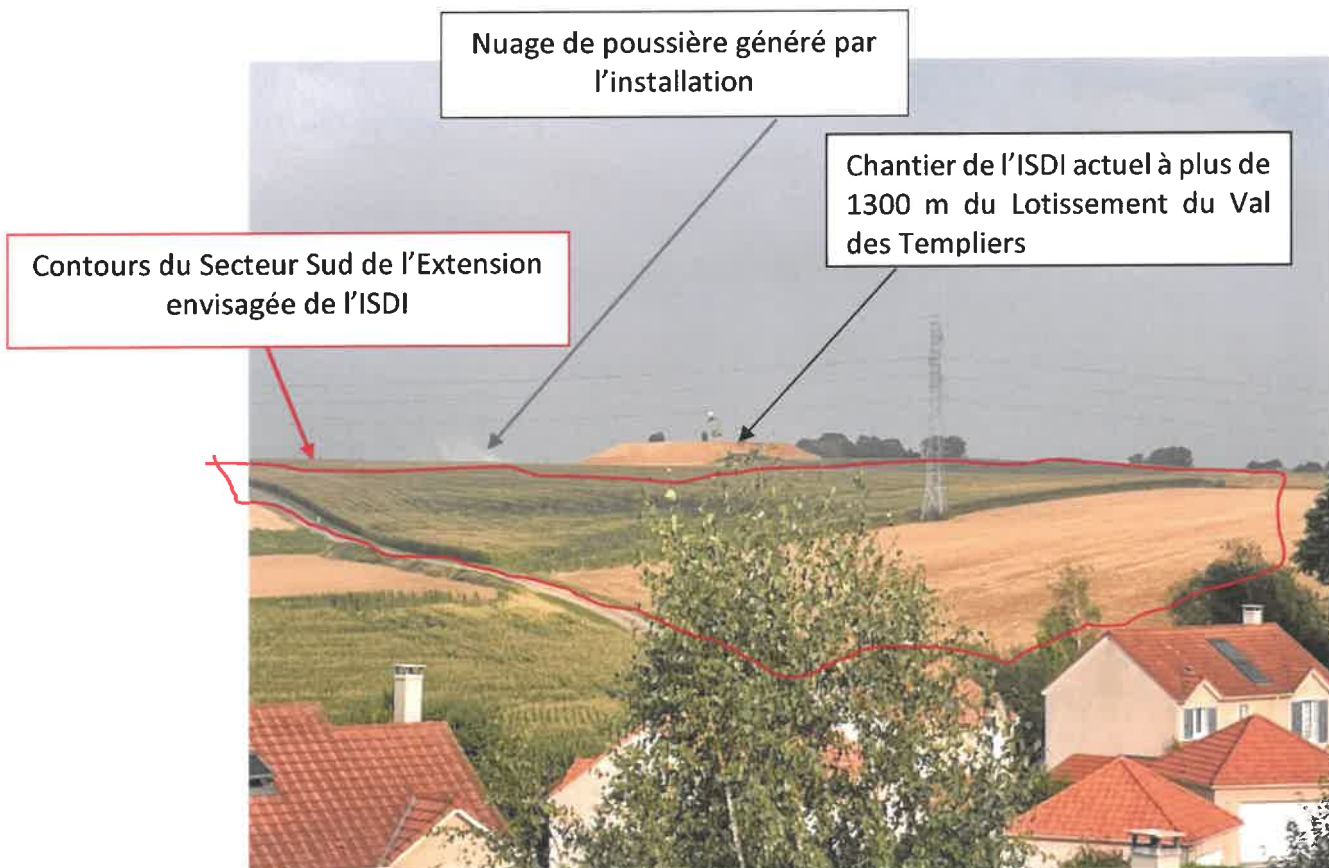 Nuage de poussière généré par
l'installation
Chantier de l'ISDI actuel à plus de
1300 m du Lotissement du Val
des Templiers
Contours du Secteur Sud de l'Extension
envisagée de l'ISDI